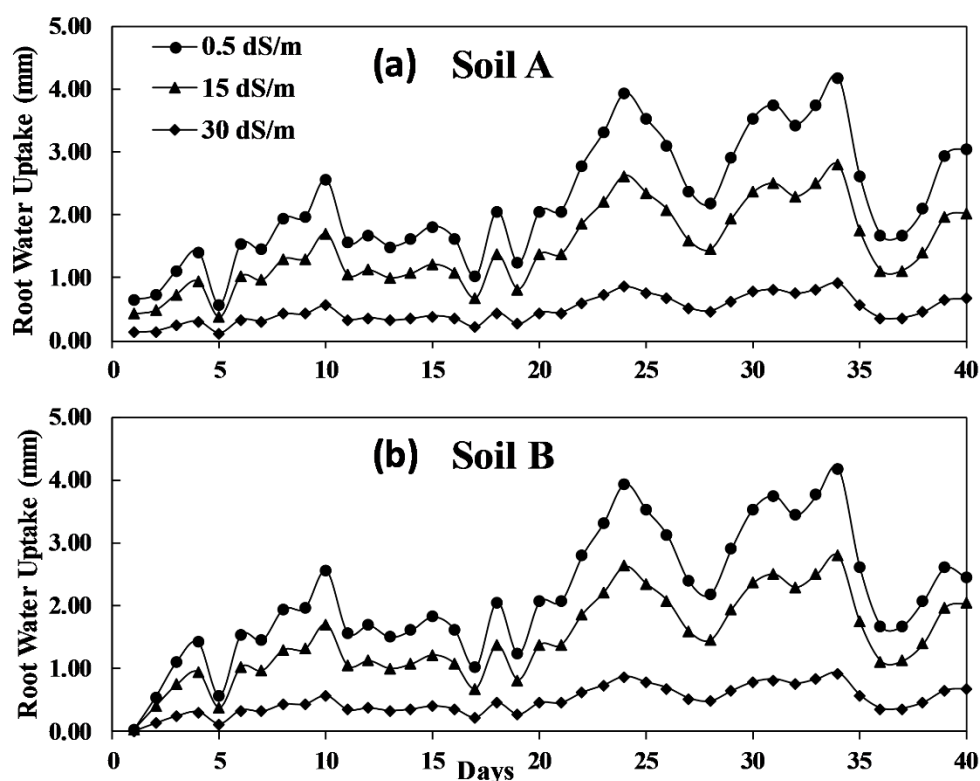 5.00
4.00
3.00
2.00
1.00
0.00
Root Water Uptake (mm)
0.5 dS/m
15 dS/m
30 dS/m
(a) Soil A
0 5 10 15 20 25 30 35 40
5.00
4.00
3.00
2.00
1.00
0.00
Root Water Uptake (mm)
(b) Soil B
0 5 10 15 20 25 30 35 40
Days